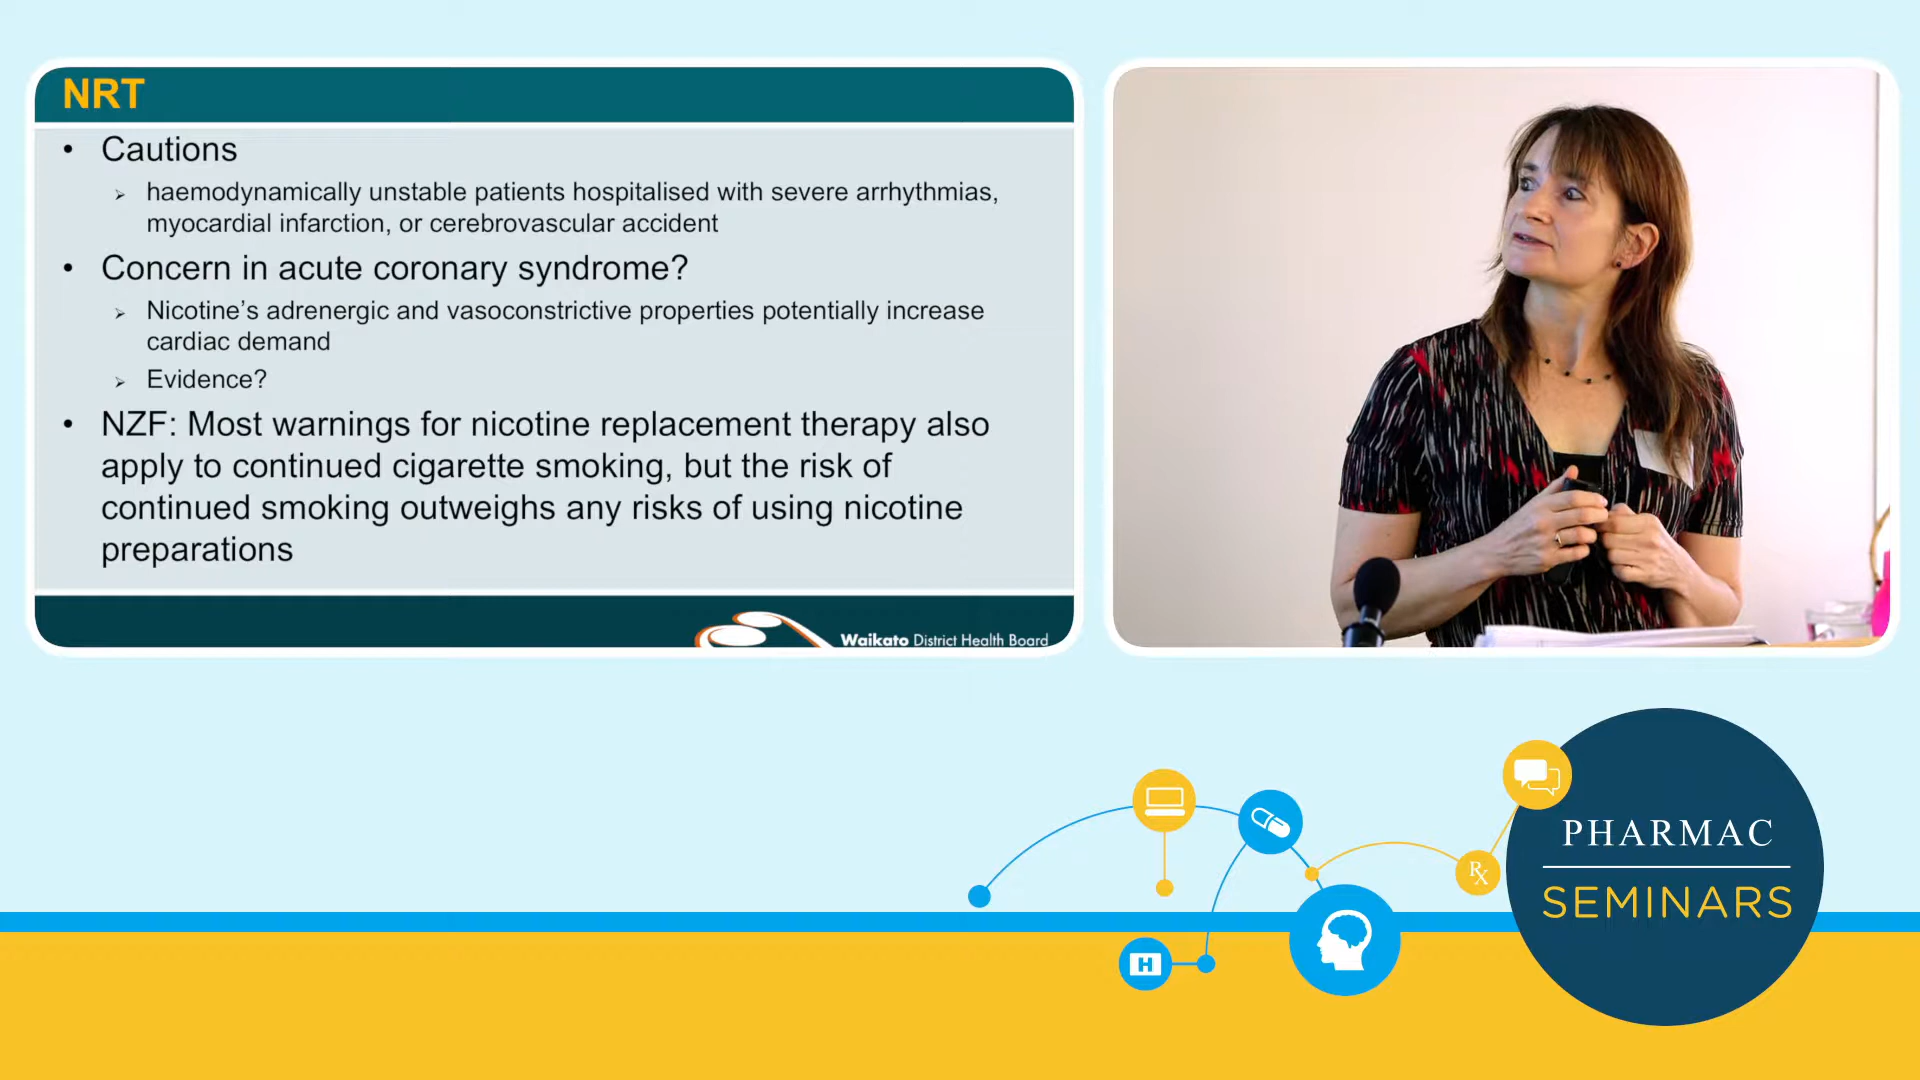 NRT
• Cautions
➢ haemodynamically unstable patients hospitalised with severe arrhythmias,
myocardial infarction, or cerebrovascular accident
• Concern in acute coronary syndrome?
➢ Nicotine’s adrenergic and vasoconstrictive properties potentially increase
cardiac demand
➢ Evidence?
• NZF: Most warnings for nicotine replacement therapy also
apply to continued cigarette smoking, but the risk of
continued smoking outweighs any risks of using nicotine
preparations
Waikato District Health Board
Rx
PHARMAC
SEMINARS
H